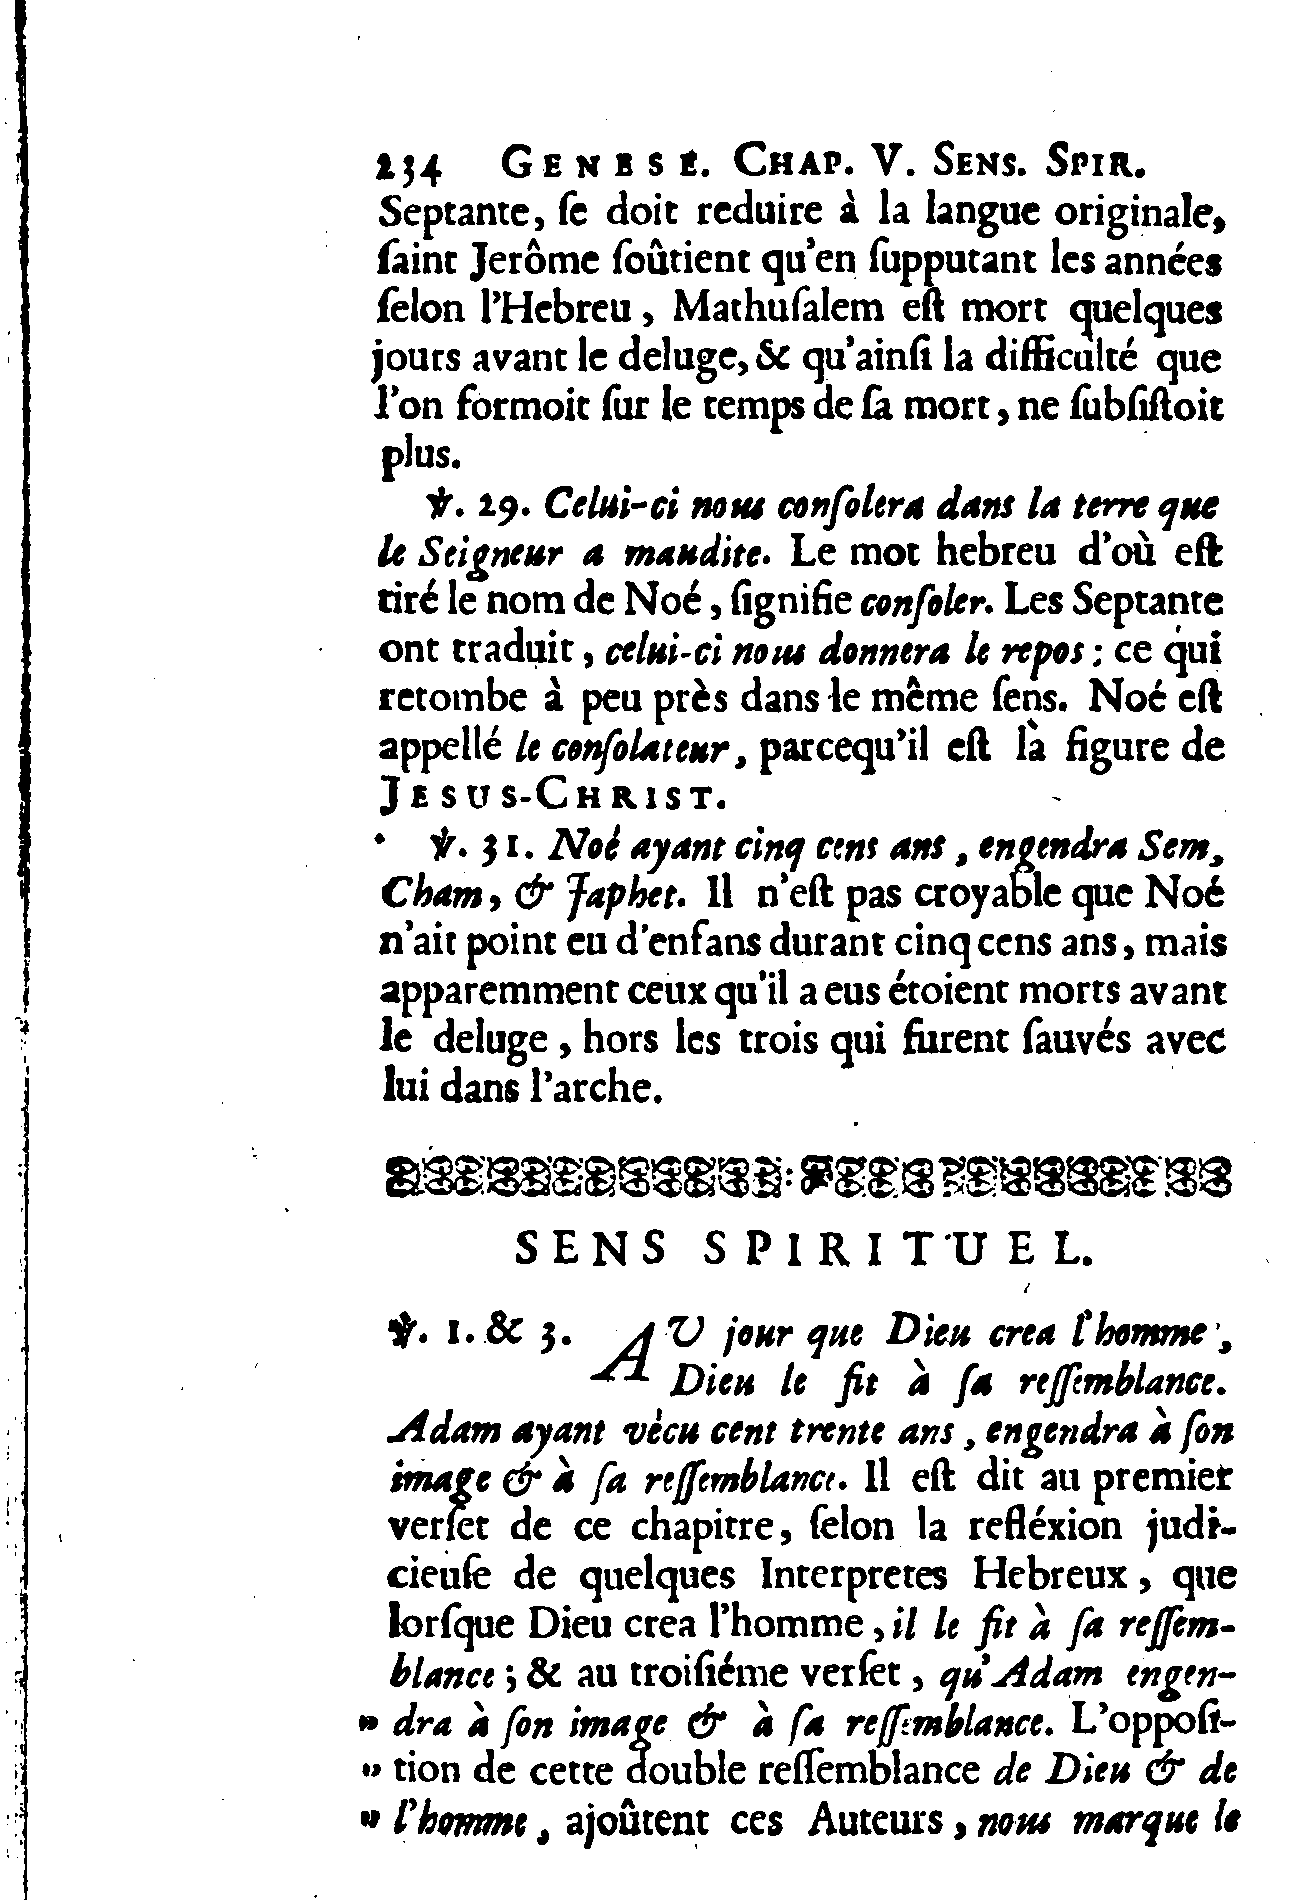 234 GENESE. CHAP. V. SENS. SPIR.
Septante, ſe doit reduire à la langue originale,
ſaint Jerôme ſoûtient qu'en ſupputant les années
ſelon l'Hebreu, Mathuſalem eſt mort quelques
jours avant le deluge, & qu'ainſi la difficulté que
l'on formoit ſur le temps de ſa mort, ne ſubſiſtoit
plus.
℣. 29. Celui-ci nous conſolera dans la terre que
le Seigneur a maudite. Le mot hebreu d'où eſt
tiré le nom de Noé, ſignifie conſoler. Les Septante
ont traduit, celui-ci nous donnera le repos; ce qui
retombe à peu près dans le même ſens. Noé eſt
appellé le conſolateur, parcequ'il eſt la figure de
JESUS-CHRIST.
℣. 31. Noé ayant cinq cens ans, engendra Sem,
Cham, & Japhet. Il n'eſt pas croyable que Noé
n'ait point eu d'enfans durant cinq cens ans, mais
apparemment ceux qu'il a eus étoient morts avant
le deluge, hors les trois qui furent ſauvés avec
lui dans l'arche.
SENS SPIRITUEL.
℣. 1. & 3. AU jour que Dieu crea l'homme,
Dieu le fit à ſa reſſemblance.
Adam ayant vècu cent trente ans, engendra à ſon
image & à ſa reſſemblance. Il eſt dit au premier
verſet de ce chapitre, ſelon la refléxion judi-
cieuſe de quelques Interpretes Hebreux, que
lorſque Dieu crea l'homme, il le fit à ſa reſſem-
blance; & au troiſiéme verſet, qu'Adam engen-
" dra à ſon image & à ſa reſſemblance. L'oppoſi-
" tion de cette double reſſemblance de Dieu & de
" l'homme, ajoûtent ces Auteurs, nous marque le